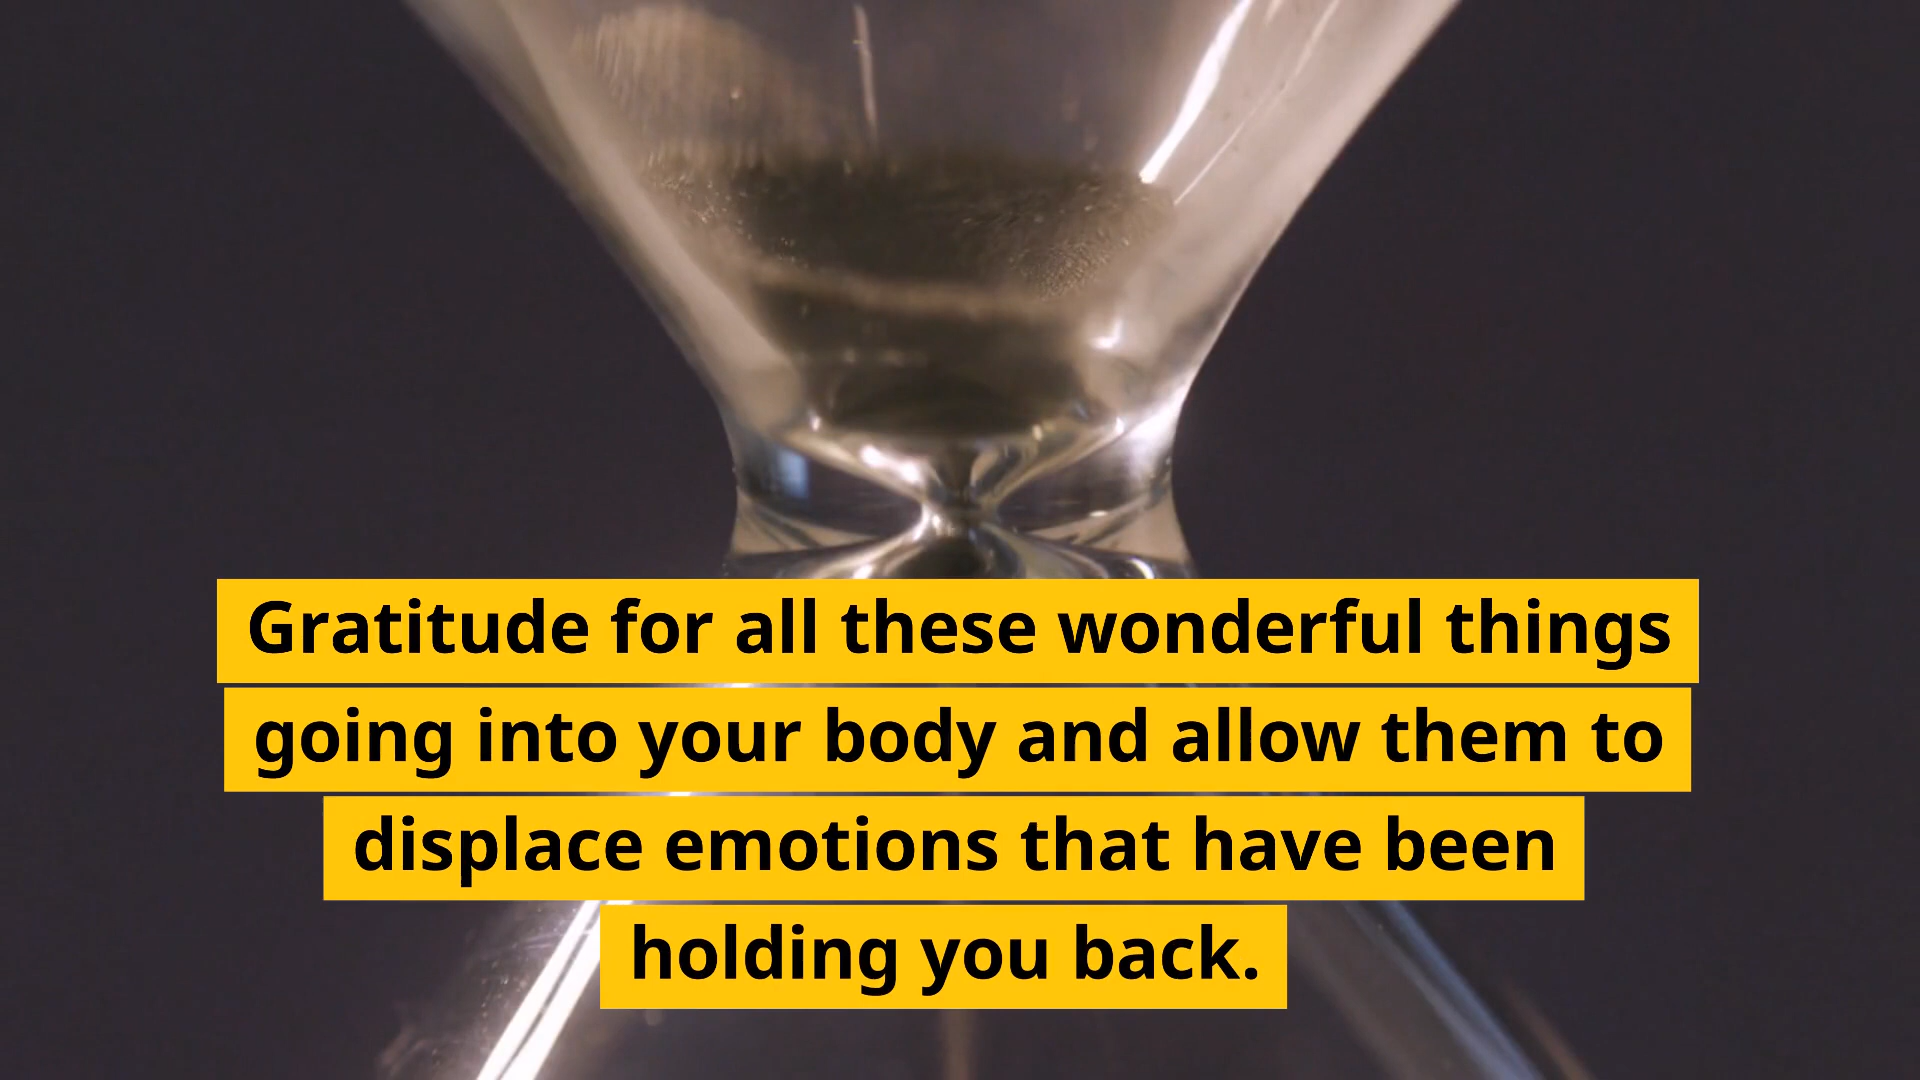 Gratitude for all these wonderful things
going into your body and allow them to
displace emotions that have been
holding you back.